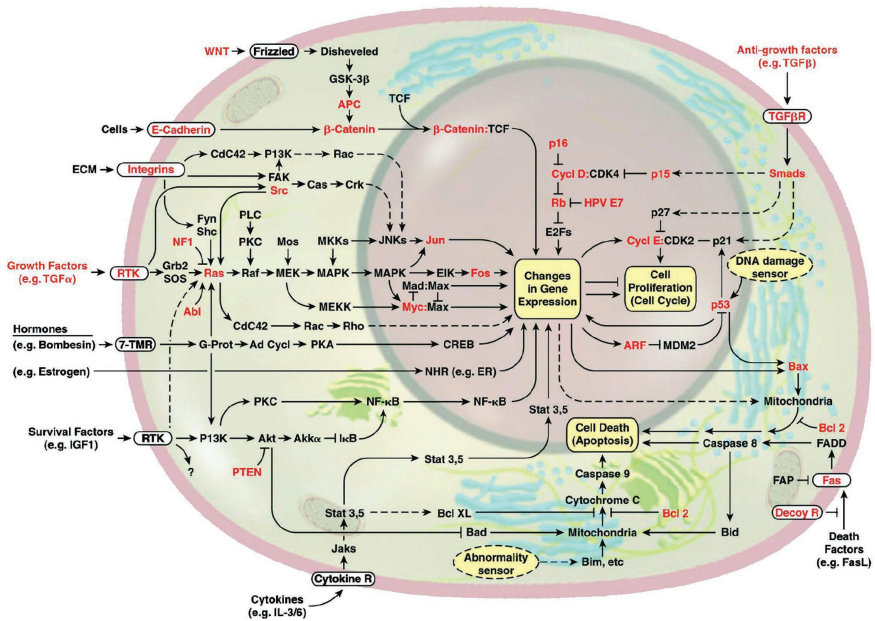 WNT
Frizzled
Disheveled
GSK-3β
APC
TCF
Anti-growth factors
(e.g. TGFβ)
Cells
E-Cadherin
β-Catenin
β-Catenin:TCF
TGFβR
p16
ECM
Integrins
CdC42
P13K
Rac
FAK
Src
Cas
Crk
Cycl D:CDK4
p15
Smads
Rb
HPV E7
Fyn
Shc
PLC
E2Fs
p27
NF1
PKC
Mos
MKKs
JNKs
Jun
Cycl E:CDK2
p21
Growth Factors
(e.g. TGFα)
RTK
Grb2
SOS
Ras
Raf
MEK
MAPK
MAPK
ElK
Fos
Changes
in Gene
Expression
Cell
Proliferation
(Cell Cycle)
DNA damage
sensor
Mad:Max
Abl
MEKK
Myc:Max
p53
CdC42
Rac
Rho
Hormones
(e.g. Bombesin)
7-TMR
G-Prot
Ad Cycl
PKA
CREB
ARF
MDM2
(e.g. Estrogen)
NHR (e.g. ER)
Bax
PKC
NF-κB
NF-κB
Mitochondria
Stat 3,5
Survival Factors
(e.g. IGF1)
RTK
P13K
Akt
Akkα
IκB
Cell Death
(Apoptosis)
Bcl 2
Caspase 8
FADD
?
PTEN
Stat 3,5
Caspase 9
FAP
Fas
Cytochrome C
Stat 3,5
Bcl XL
Bcl 2
Decoy R
Bad
Mitochondria
Bid
Death
Factors
(e.g. FasL)
Jaks
Abnormality
sensor
Bim, etc
Cytokine R
Cytokines
(e.g. IL-3/6)